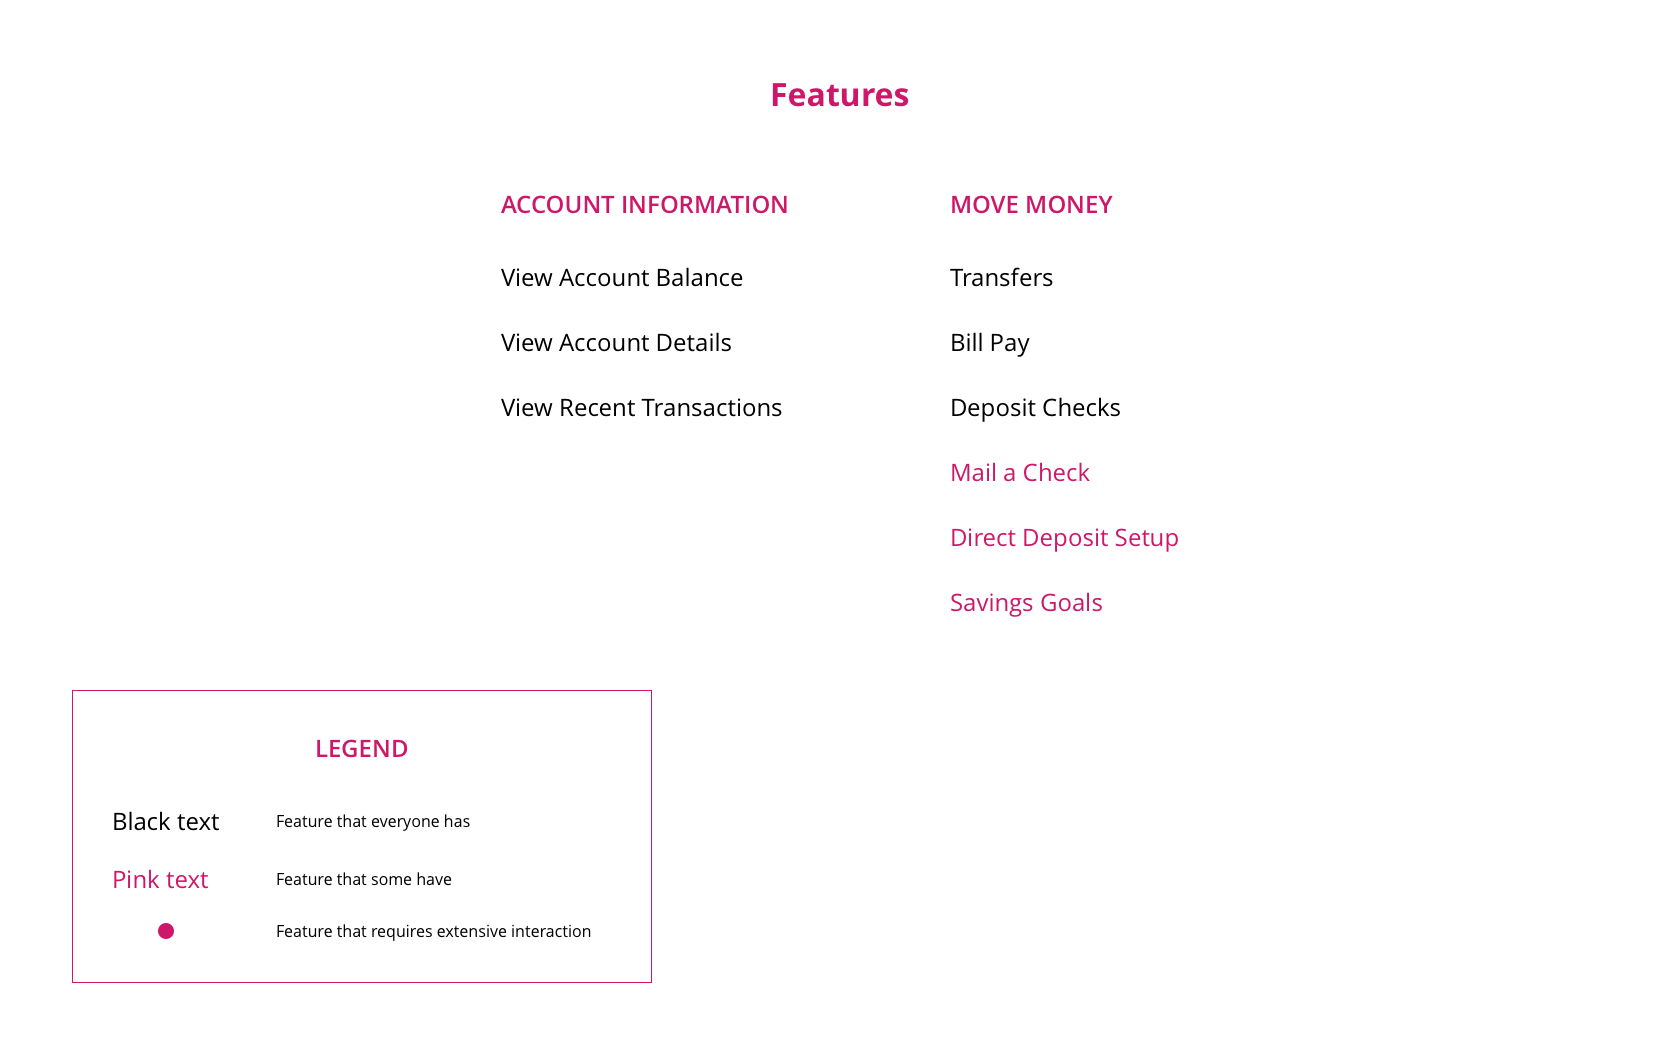 Features
ACCOUNT INFORMATION
View Account Balance
View Account Details
View Recent Transactions
MOVE MONEY
Transfers
Bill Pay
Deposit Checks
Mail a Check
Direct Deposit Setup
Savings Goals
LEGEND
Black text Feature that everyone has
Pink text Feature that some have
Feature that requires extensive interaction